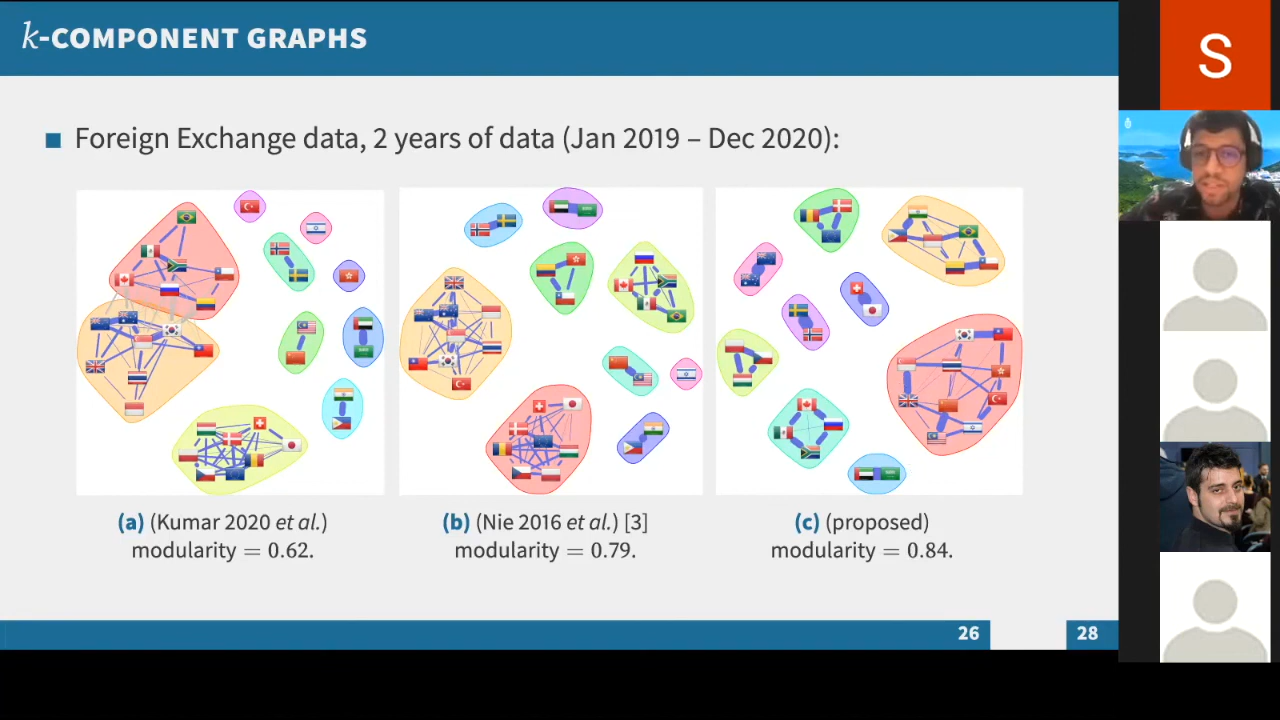 k-COMPONENT GRAPHS
S
Foreign Exchange data, 2 years of data (Jan 2019 – Dec 2020):
(a) (Kumar 2020 et al.)
modularity = 0.62.
(b) (Nie 2016 et al.) [3]
modularity = 0.79.
(c) (proposed)
modularity = 0.84.
26
28